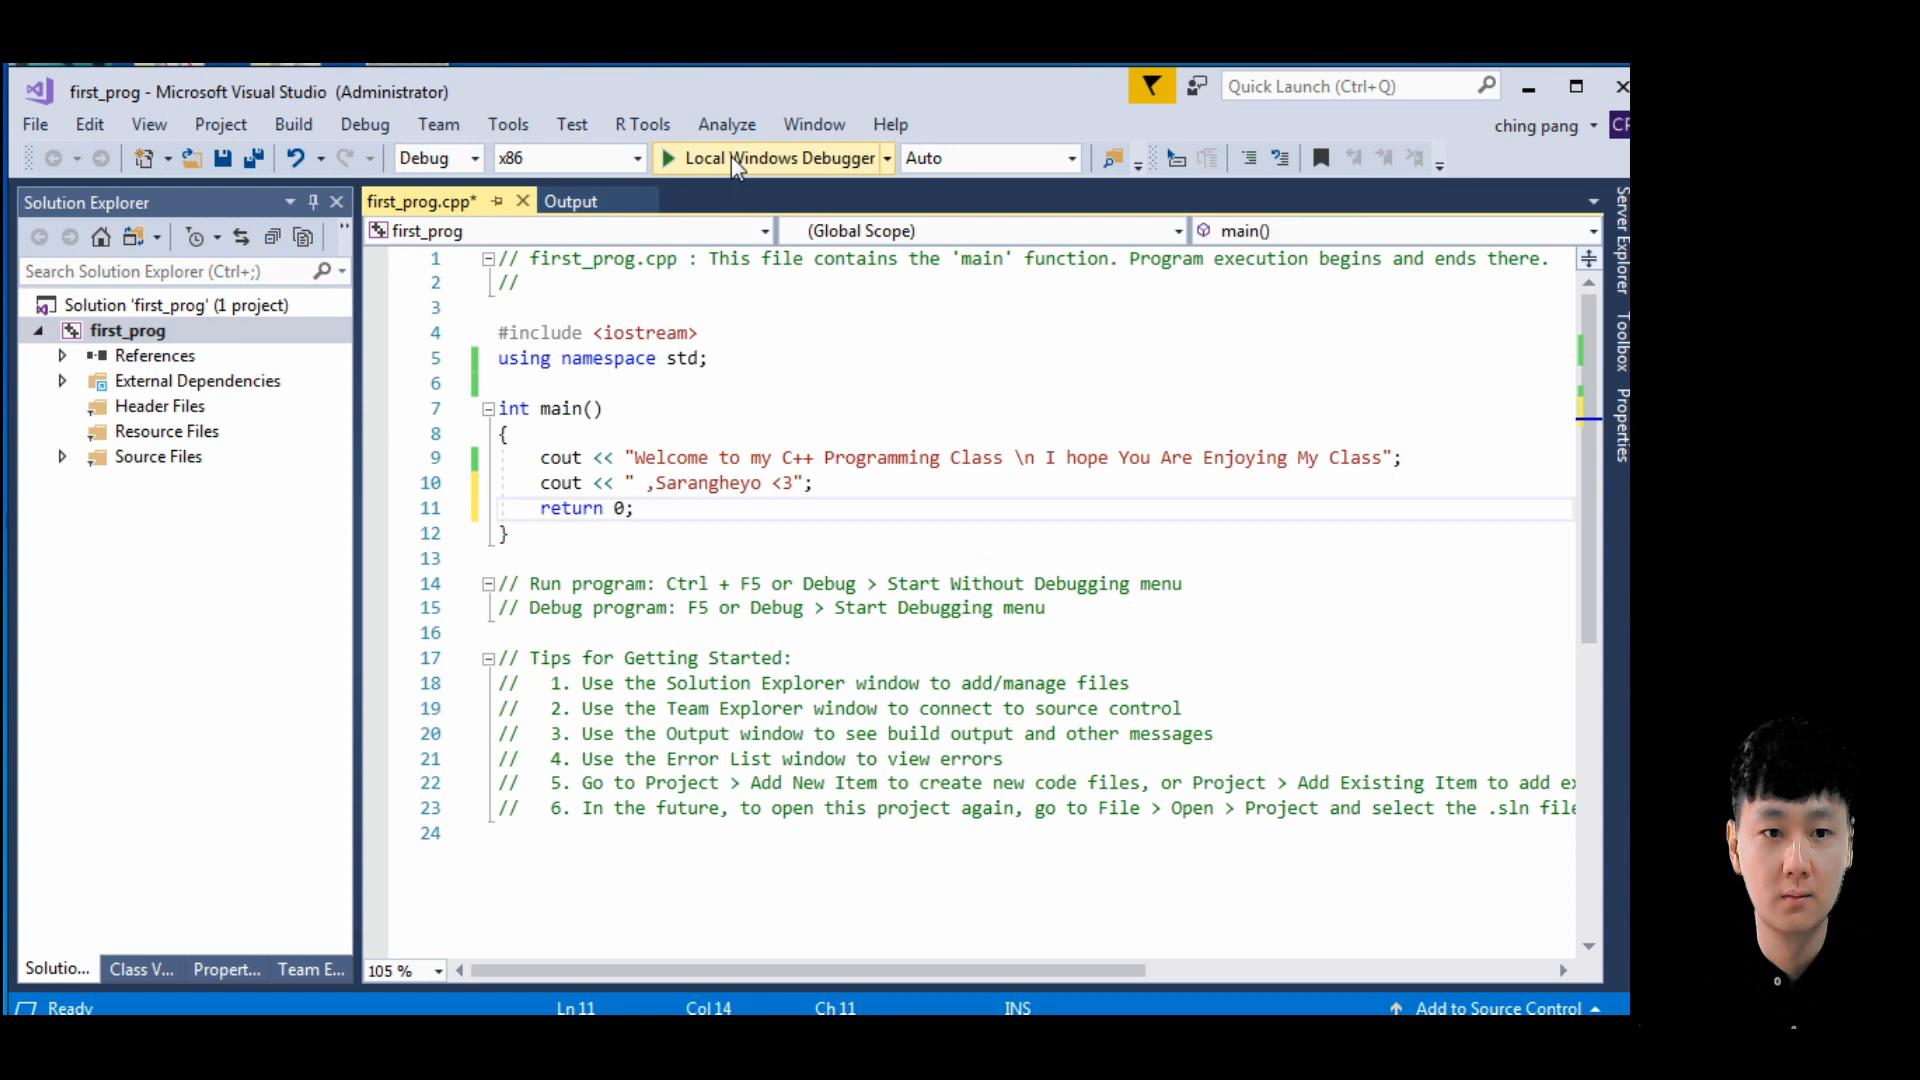 first_prog - Microsoft Visual Studio (Administrator)
Quick Launch (Ctrl+Q)
File Edit View Project Build Debug Team Tools Test R Tools Analyze Window Help
ching pang
Debug x86 Local Windows Debugger Auto
Solution Explorer
first_prog.cpp* Output
first_prog (Global Scope) main()
Search Solution Explorer (Ctrl+;)
Solution 'first_prog' (1 project)
first_prog
References
External Dependencies
Header Files
Resource Files
Source Files
1 // first_prog.cpp : This file contains the 'main' function. Program execution begins and ends there.
2 //
3
4 #include <iostream>
5 using namespace std;
6
7 int main()
8 {
9 cout << "Welcome to my C++ Programming Class \n I hope You Are Enjoying My Class";
10 cout << " ,Sarangheyo <3";
11 return 0;
12 }
13
14 // Run program: Ctrl + F5 or Debug > Start Without Debugging menu
15 // Debug program: F5 or Debug > Start Debugging menu
16
17 // Tips for Getting Started:
18 // 1. Use the Solution Explorer window to add/manage files
19 // 2. Use the Team Explorer window to connect to source control
20 // 3. Use the Output window to see build output and other messages
21 // 4. Use the Error List window to view errors
22 // 5. Go to Project > Add New Item to create new code files, or Project > Add Existing Item to add ex
23 // 6. In the future, to open this project again, go to File > Open > Project and select the .sln file
24
Server Explorer
Toolbox
Properties
Solutio... Class V... Propert... Team E...
105 %
Ready Ln 11 Col 14 Ch 11 INS Add to Source Control